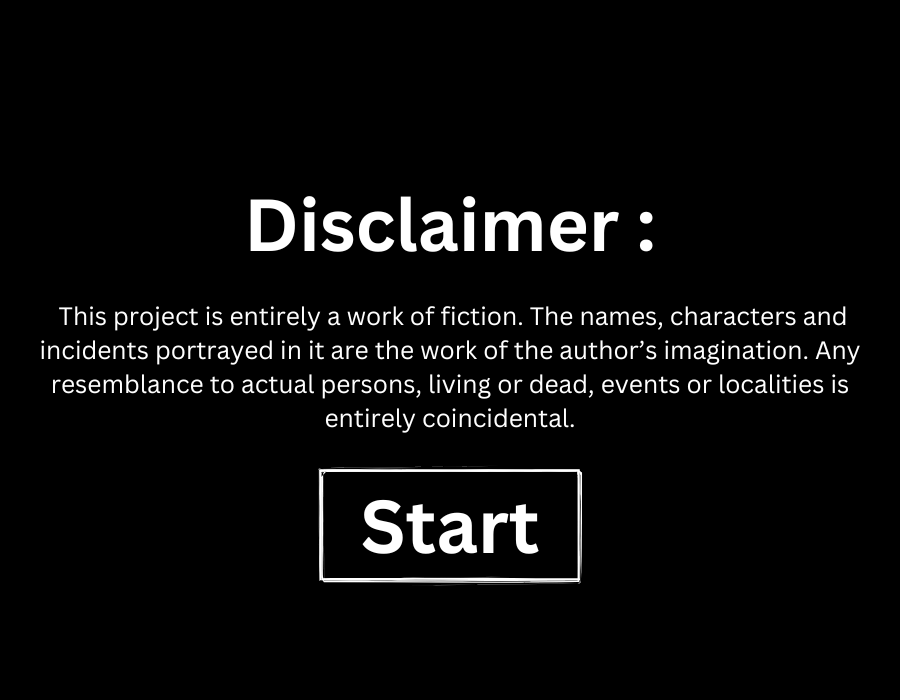 Disclaimer :
This project is entirely a work of fiction. The names, characters and
incidents portrayed in it are the work of the author’s imagination. Any
resemblance to actual persons, living or dead, events or localities is
entirely coincidental.
Start